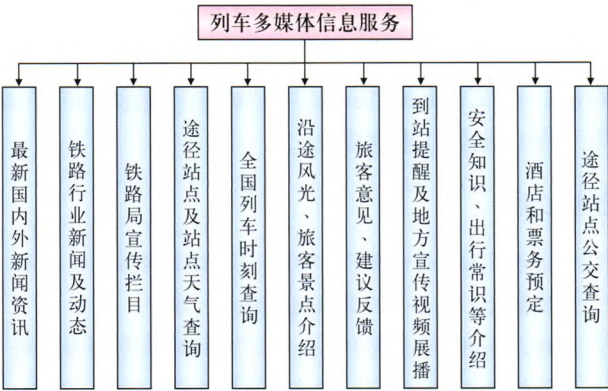 列车多媒体信息服务
最新国内外新闻资讯
铁路行业新闻及动态
铁路局宣传拦目
途径站点及站点天气查询
全国列车时刻查询
沿途风光、旅客景点介绍
旅客意见、建议反馈
到站提醒及地方宣传视频展播
安全知识、出行常识等介绍
酒店和票务预定
途径站点公交查询